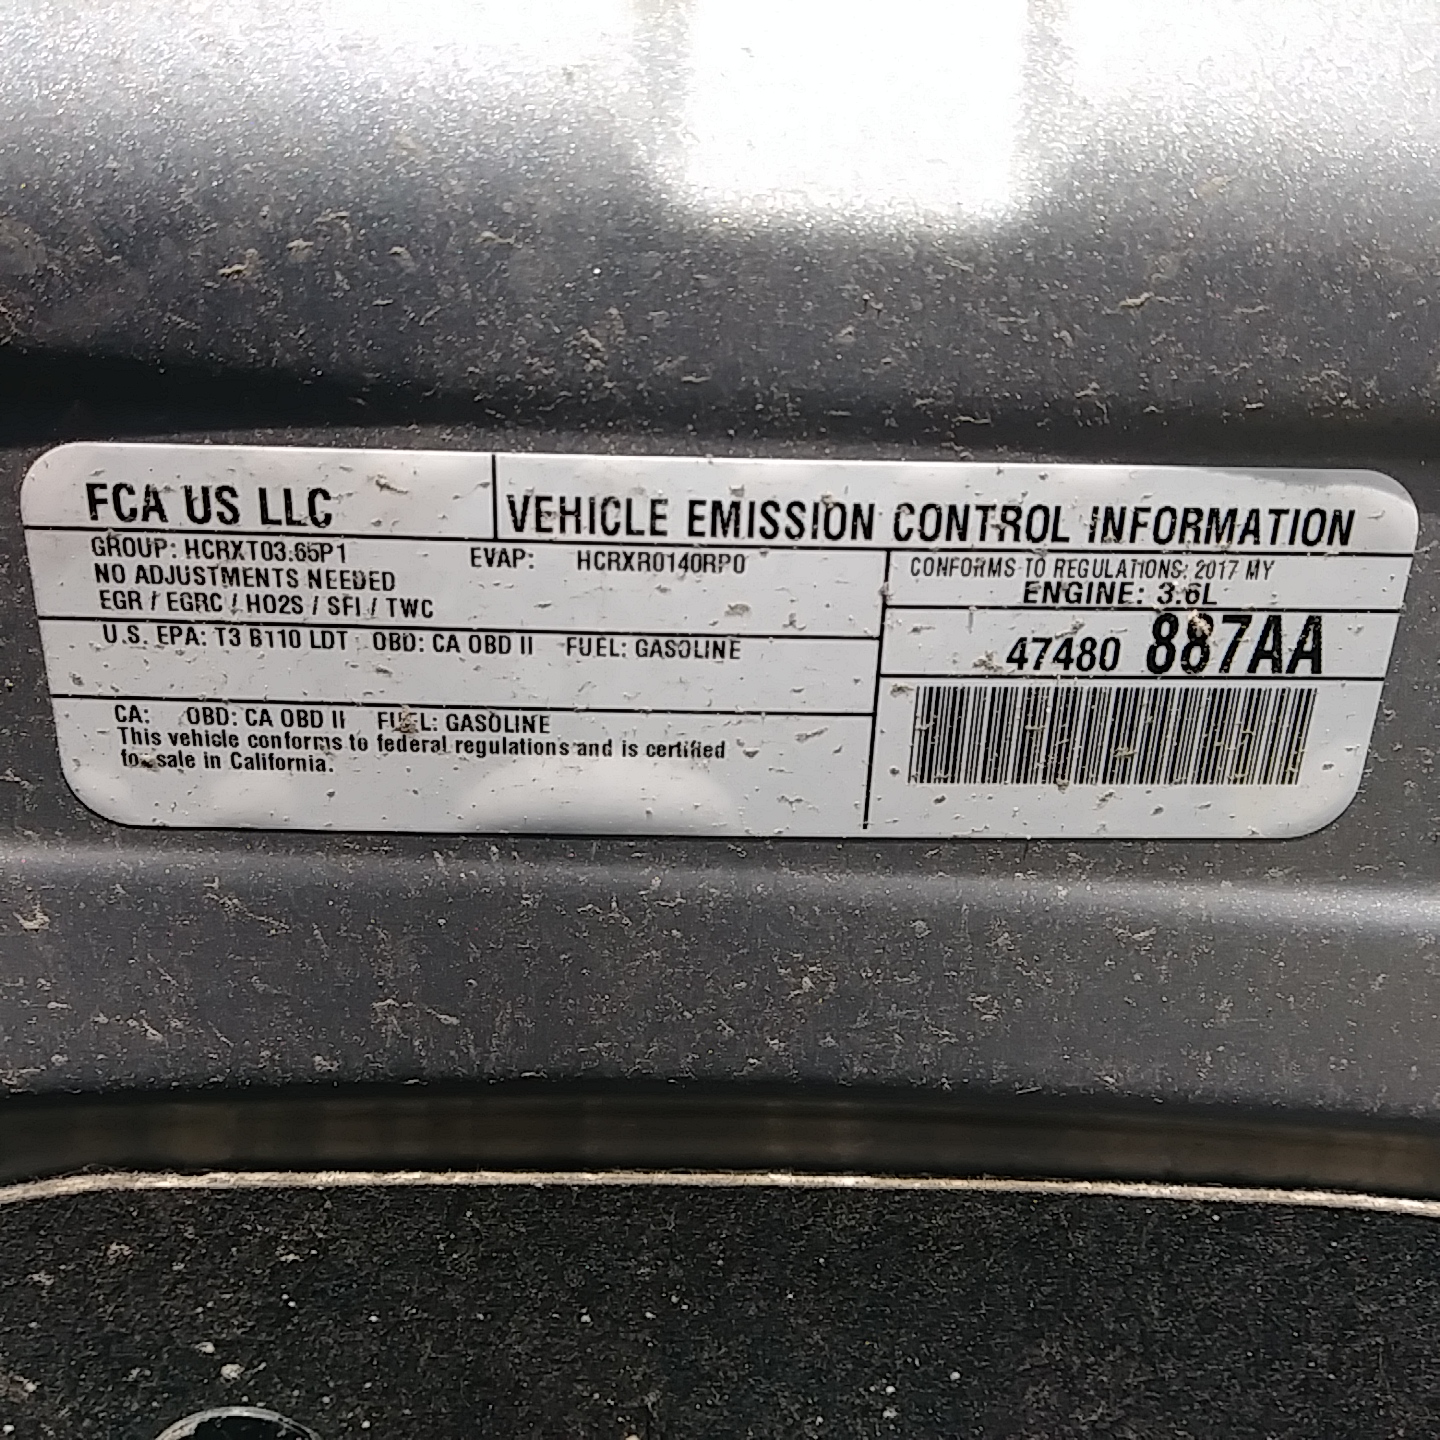 FCA US LLC
VEHICLE EMISSION CONTROL INFORMATION
GROUP: HCRXT03.65P1 EVAP: HCRXR0140RP0
NO ADJUSTMENTS NEEDED
EGR / EGRC / HO2S / SFI / TWC
CONFORMS TO REGULATIONS: 2017 MY
ENGINE: 3.6L
U.S. EPA: T3 B110 LDT OBD: CA OBD II FUEL: GASOLINE
47480 887AA
CA: OBD: CA OBD II FUEL: GASOLINE
This vehicle conforms to federal regulations and is certified
for sale in California.